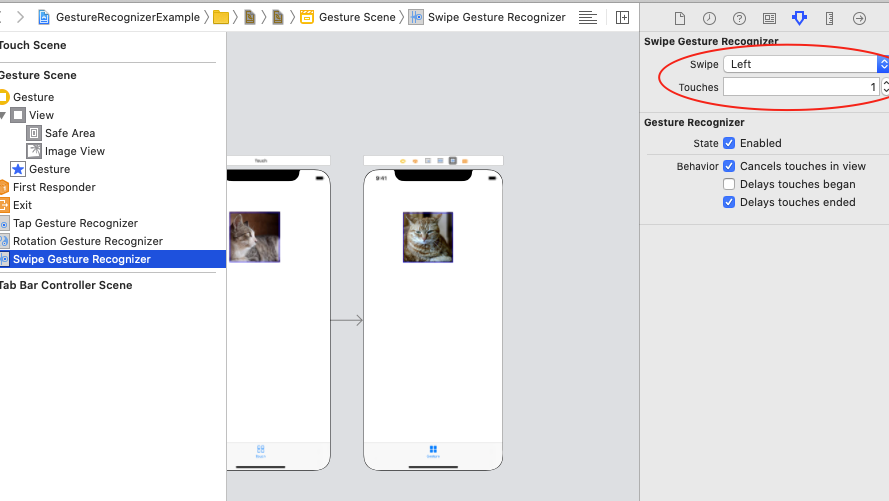 GestureRecognizerExample Gesture Scene Swipe Gesture Recognizer
Touch Scene
Gesture Scene
Gesture
View
Safe Area
Image View
Gesture
First Responder
Exit
Tap Gesture Recognizer
Rotation Gesture Recognizer
Swipe Gesture Recognizer
Tab Bar Controller Scene
Touch
9:41
Touch
Gesture
Swipe Gesture Recognizer
Swipe Left
Touches 1
Gesture Recognizer
State Enabled
Behavior Cancels touches in view
Delays touches began
Delays touches ended